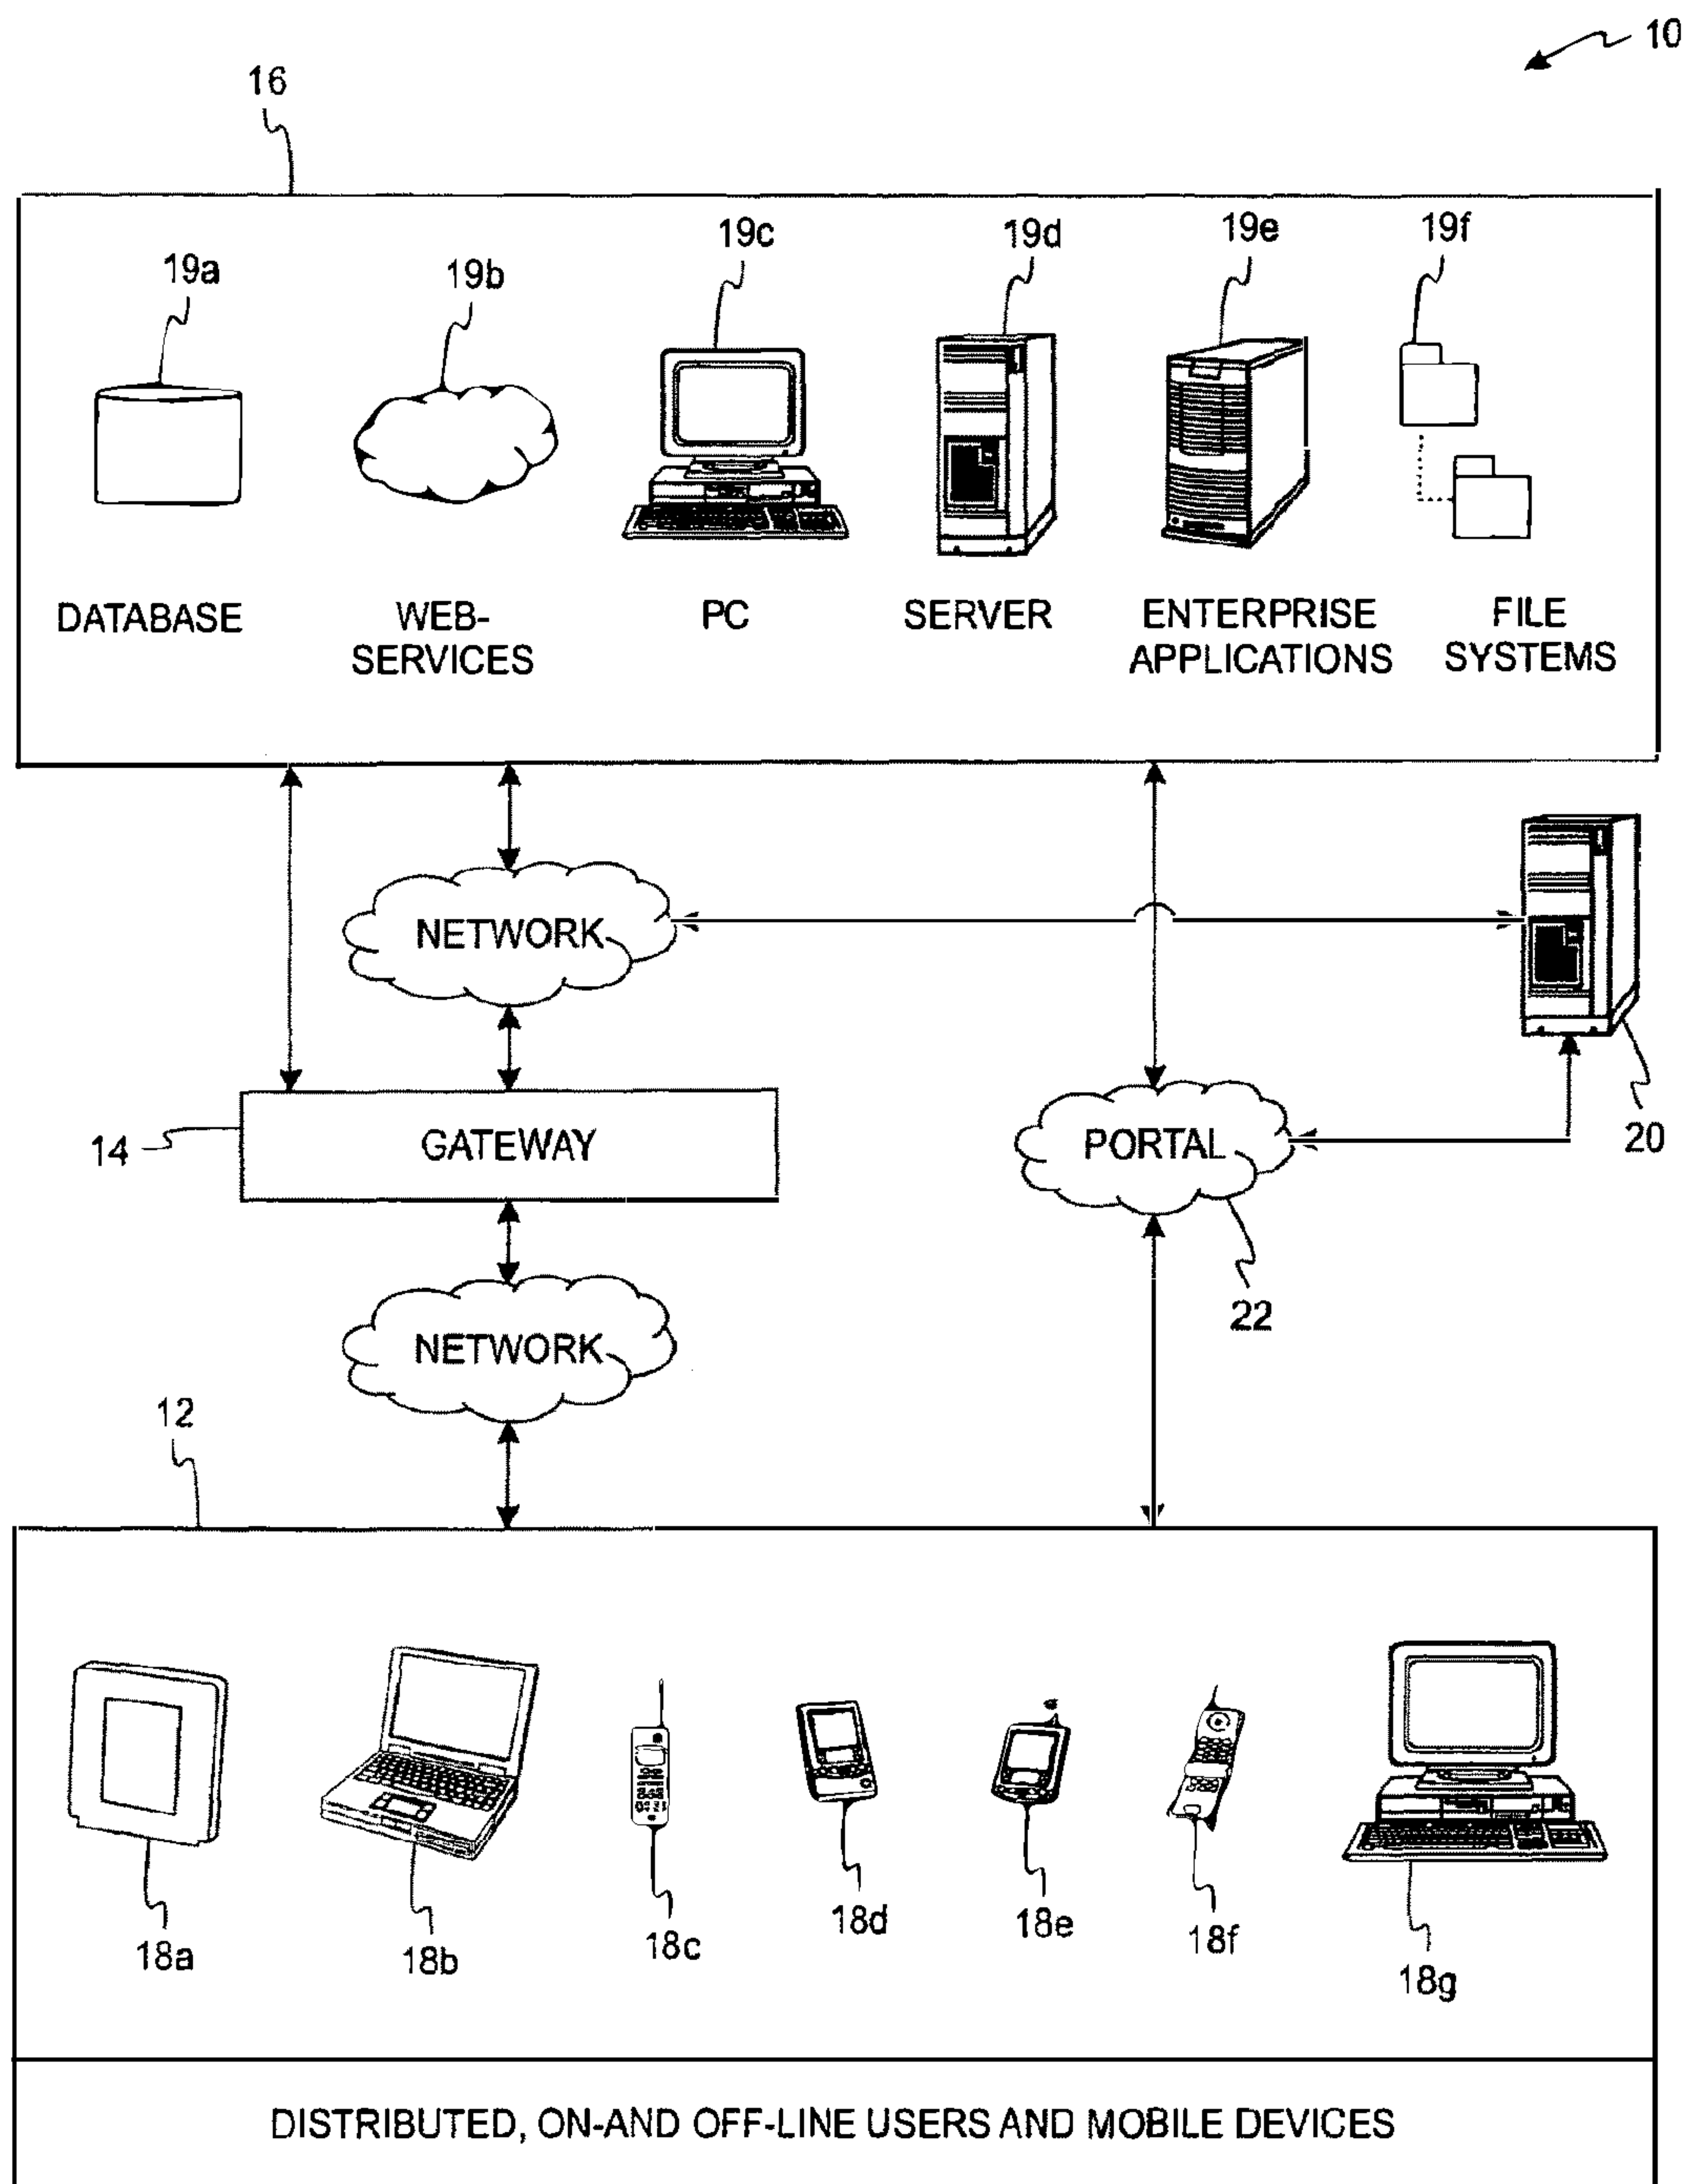 10
16
19a
19b
19c
19d
19e
19f
DATABASE
WEB-
SERVICES
PC
SERVER
ENTERPRISE
APPLICATIONS
FILE
SYSTEMS
NETWORK
14
GATEWAY
PORTAL
20
22
NETWORK
12
18a
18b
18c
18d
18e
18f
18g
DISTRIBUTED, ON-AND OFF-LINE USERS AND MOBILE DEVICES